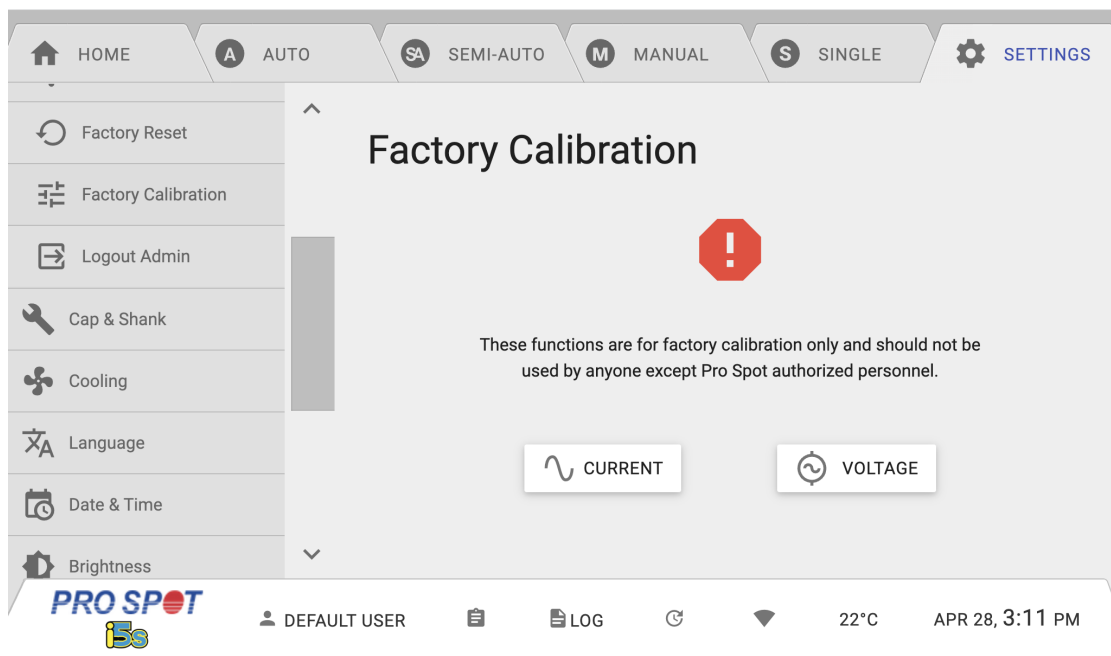 HOME
A AUTO
SA SEMI-AUTO
M MANUAL
S SINGLE
SETTINGS
Factory Reset
Factory Calibration
Logout Admin
Cap & Shank
Cooling
Language
Date & Time
Brightness
Factory Calibration
These functions are for factory calibration only and should not be
used by anyone except Pro Spot authorized personnel.
CURRENT
VOLTAGE
PRO SPOT
i5s
DEFAULT USER
LOG
22°C
APR 28, 3:11 PM